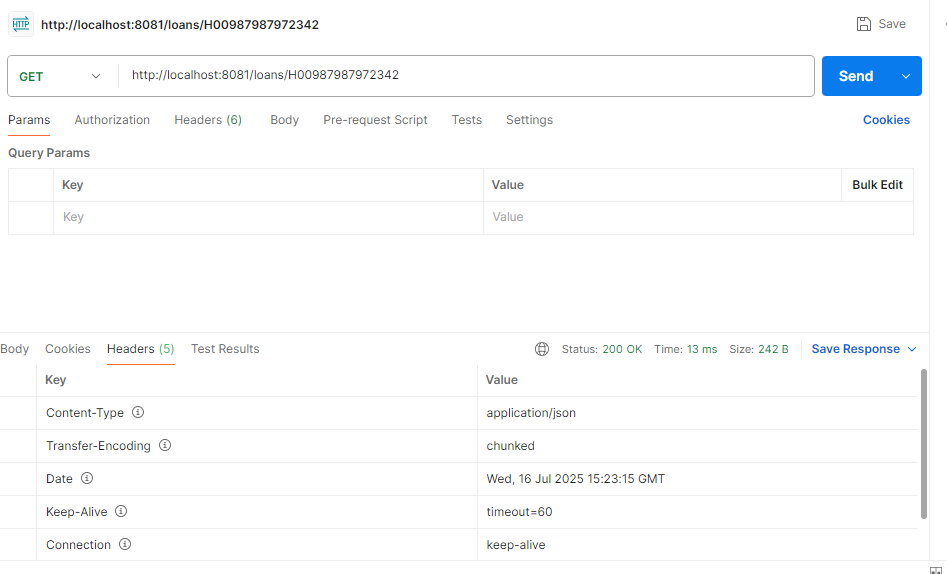 HTTP http://localhost:8081/loans/H00987987972342 Save
GET http://localhost:8081/loans/H00987987972342 Send
Params Authorization Headers (6) Body Pre-request Script Tests Settings Cookies
Query Params
Key Value Bulk Edit
Key Value
Body Cookies Headers (5) Test Results Status: 200 OK Time: 13 ms Size: 242 B Save Response
Key Value
Content-Type application/json
Transfer-Encoding chunked
Date Wed, 16 Jul 2025 15:23:15 GMT
Keep-Alive timeout=60
Connection keep-alive